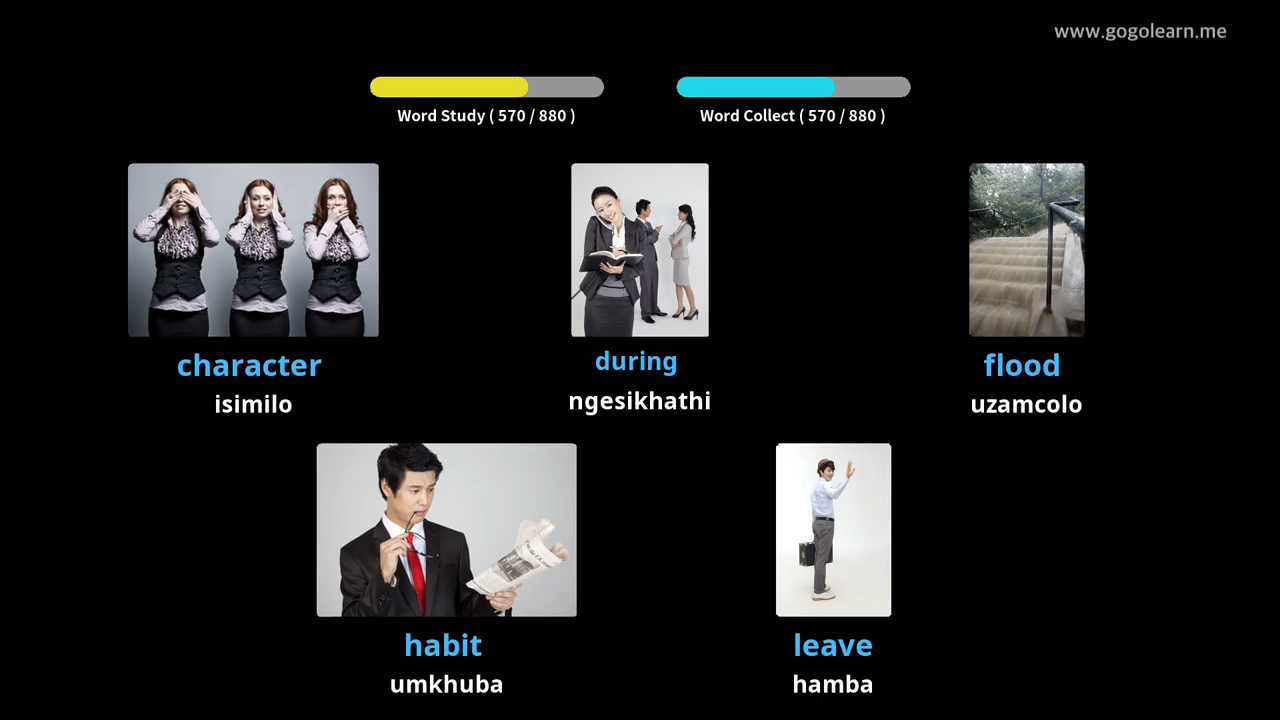 www.gogolearn.me
Word Study ( 570 / 880 )
Word Collect ( 570 / 880 )
character
isimilo
during
ngesikhathi
flood
uzamcolo
habit
umkhuba
leave
hamba